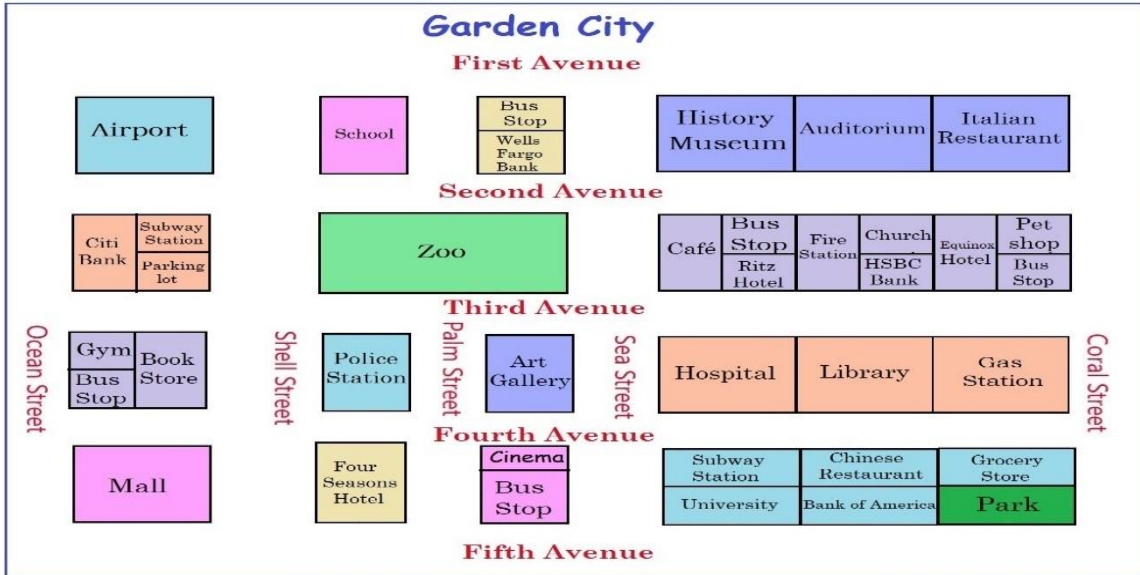 Garden City
First Avenue
Airport
School
Bus
Stop
Wells
Fargo
Bank
History
Muscum
Auditorium
Italian
Restaurant
Second Avenue
Citi
Bank
Subway
Station
Parking
lot
Zoo
Café
Bus
Stop
Ritz
Hotel
Fire
Station
Church
HSBC
Bank
Equinox
Hotel
Pet
shop
Bus
Stop
Third Avenue
Ocean Street
Gym
Bus
Stop
Book
Store
Shell Street
Police
Station
Palm Street
Art
Gallery
Sea Street
Hospital
Library
Gas
Station
Coral Street
Fourth Avenue
Mall
Four
Seasons
Hotel
Cinema
Bus
Stop
Subway
Station
Chinese
Restaurant
Grocery
Store
University
Bank of America
Park
Fifth Avenue